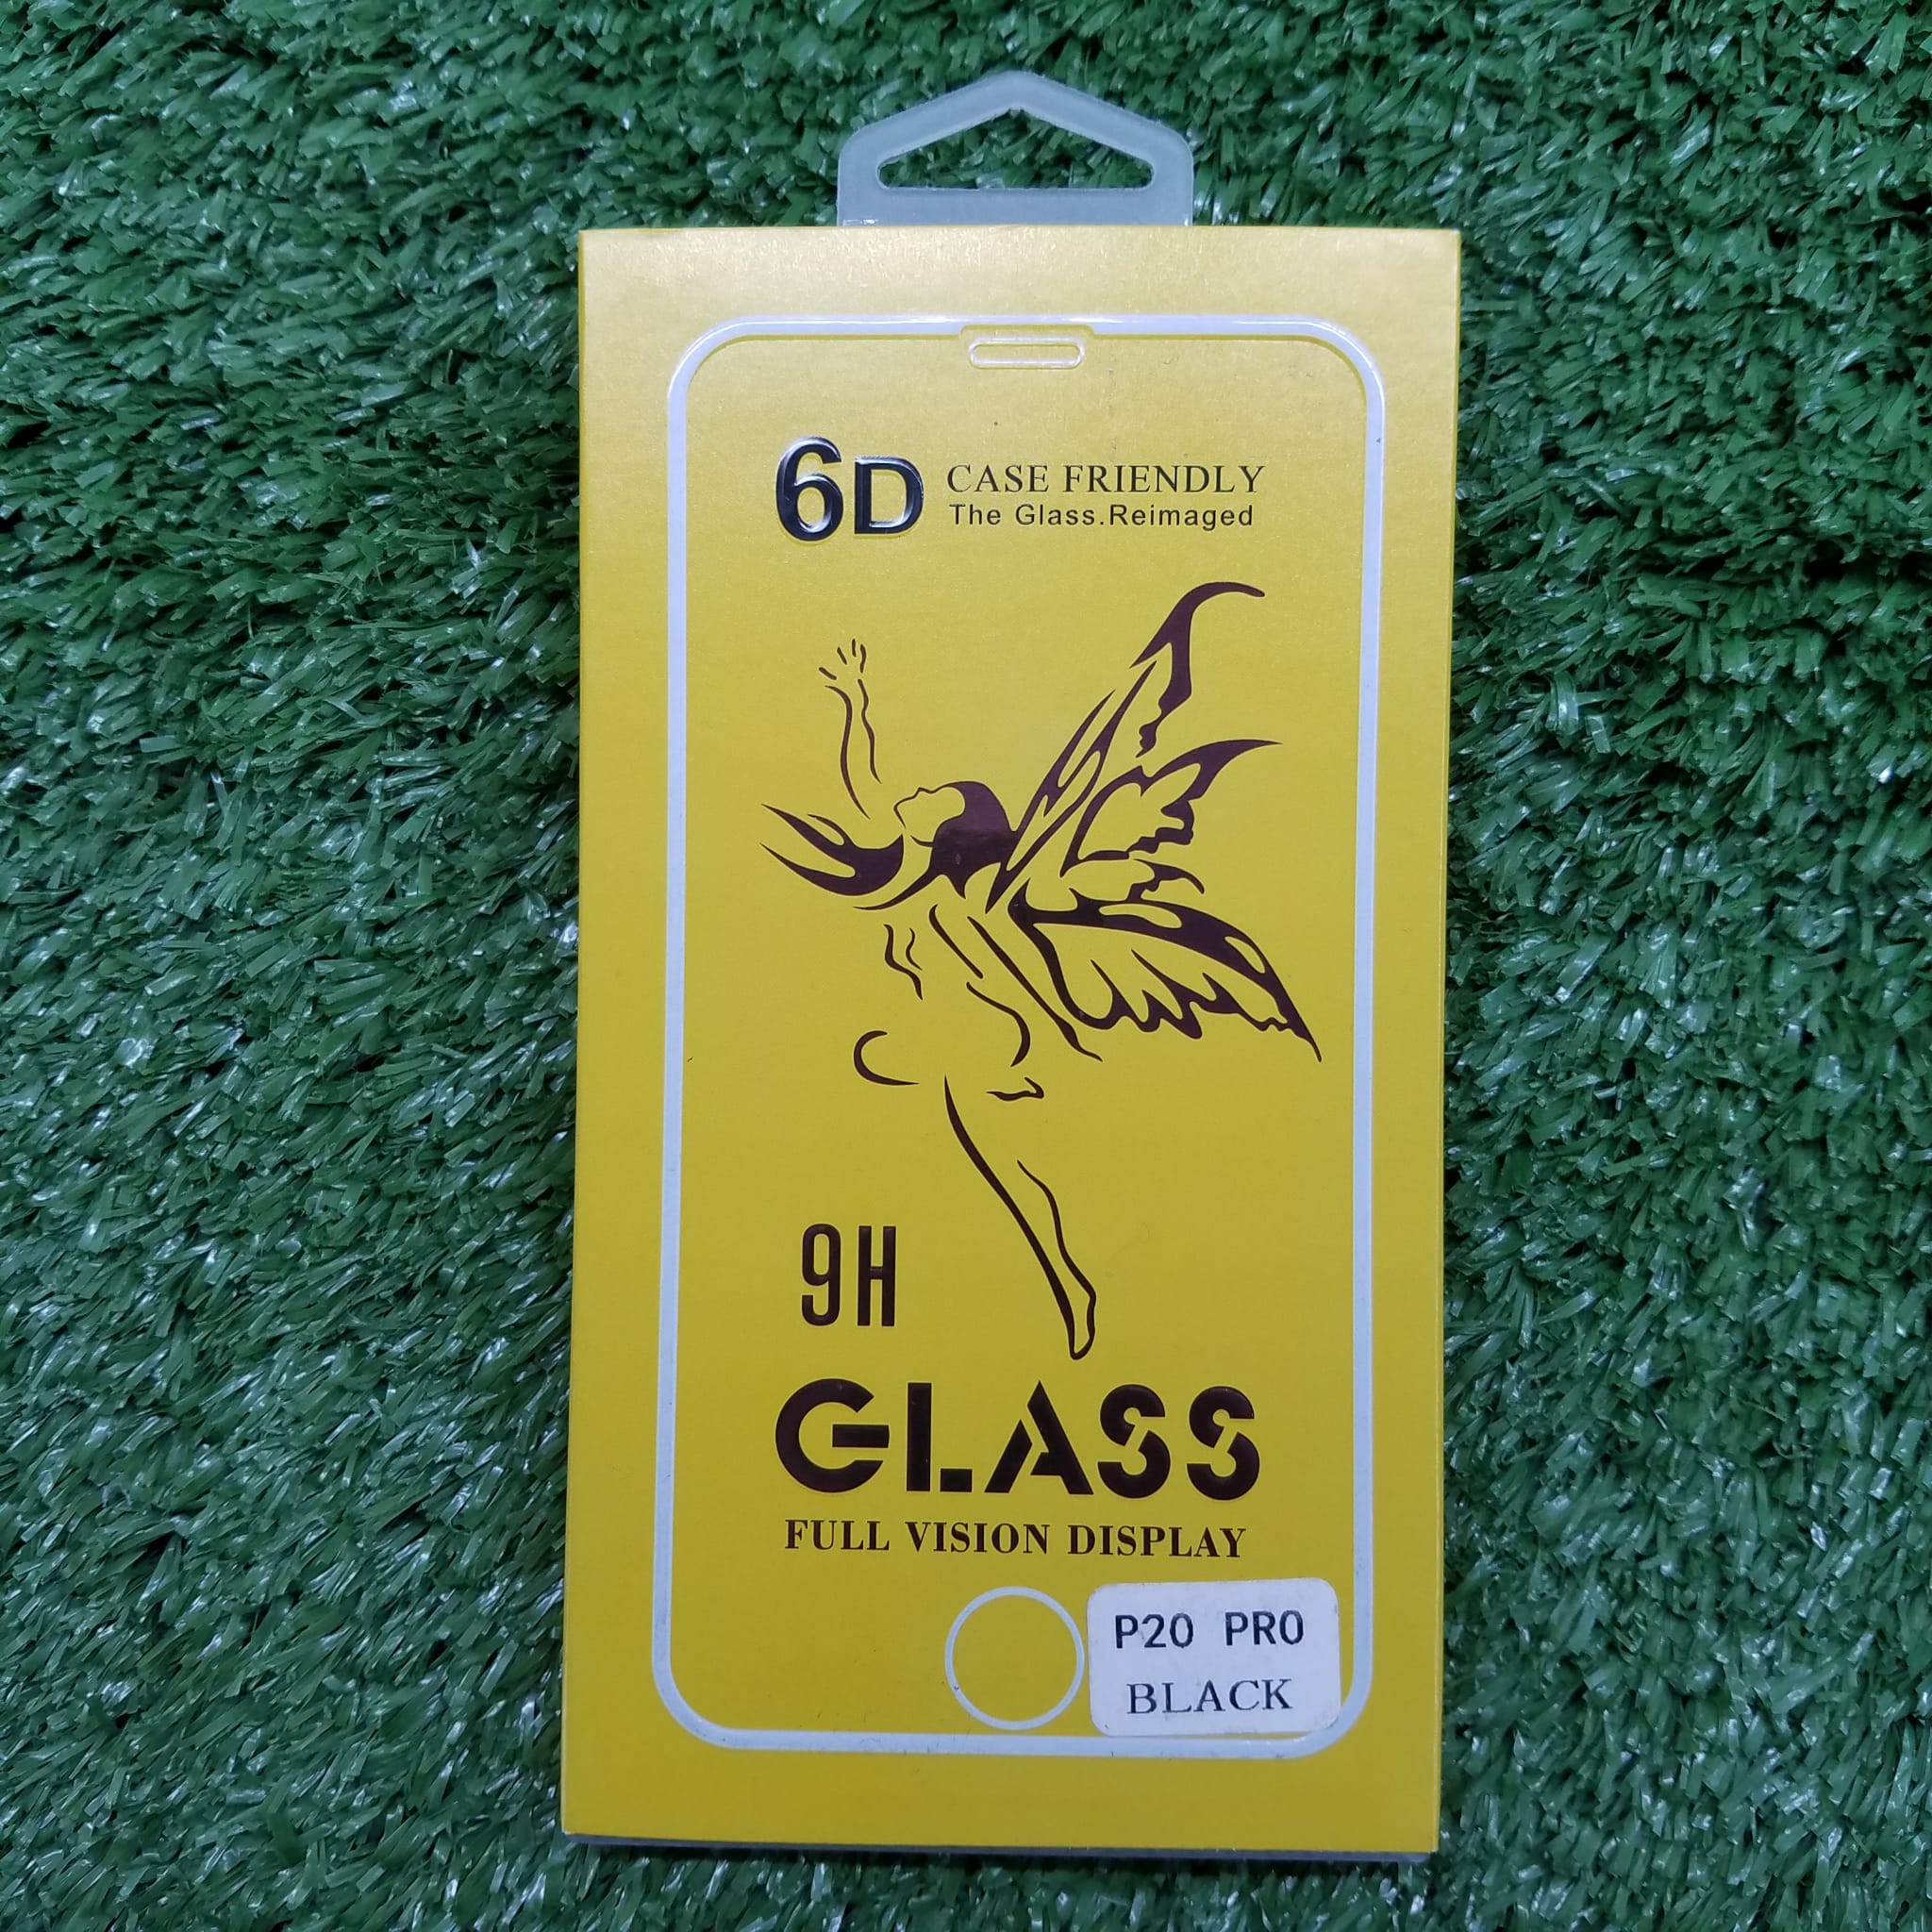 6D CASE FRIENDLY
The Glass.Reimaged
9H
GLASS
FULL VISION DISPLAY
P20 PRO
BLACK